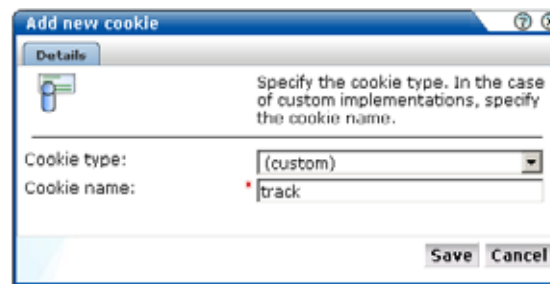 Add new cookie
Details
Specify the cookie type. In the case
of custom implementations, specify
the cookie name.
Cookie type: (custom)
Cookie name: * track
Save Cancel